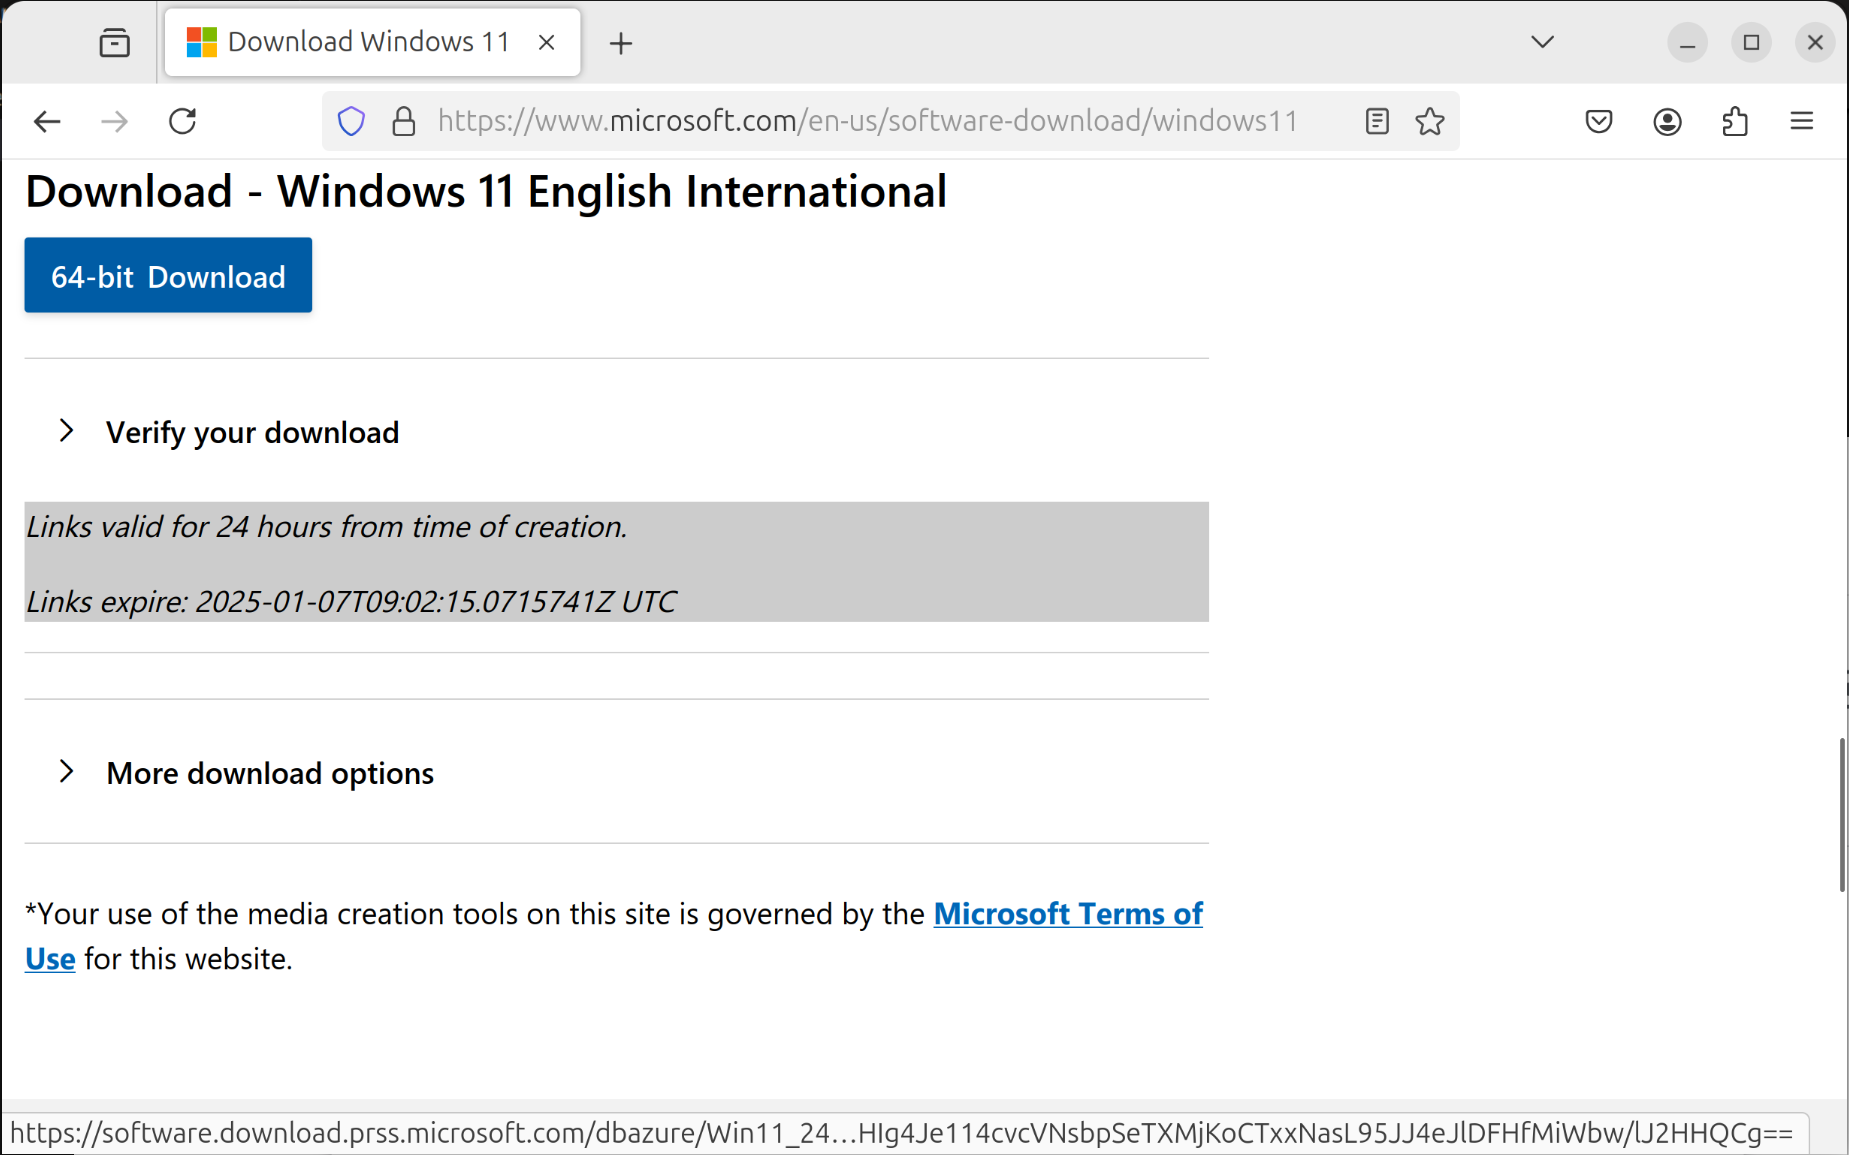 Download Windows 11
https://www.microsoft.com/en-us/software-download/windows11
Download - Windows 11 English International
64-bit Download
Verify your download
Links valid for 24 hours from time of creation.
Links expire: 2025-01-07T09:02:15.0715741Z UTC
More download options
*Your use of the media creation tools on this site is governed by the Microsoft Terms of
Use for this website.
https://software.download.prss.microsoft.com/dbazure/Win11_24…HIg4Je114cvcVNsbpSeTXMjKoCTxxNasL95JJ4eJlDFHfMiWbw/lJ2HHQCg==